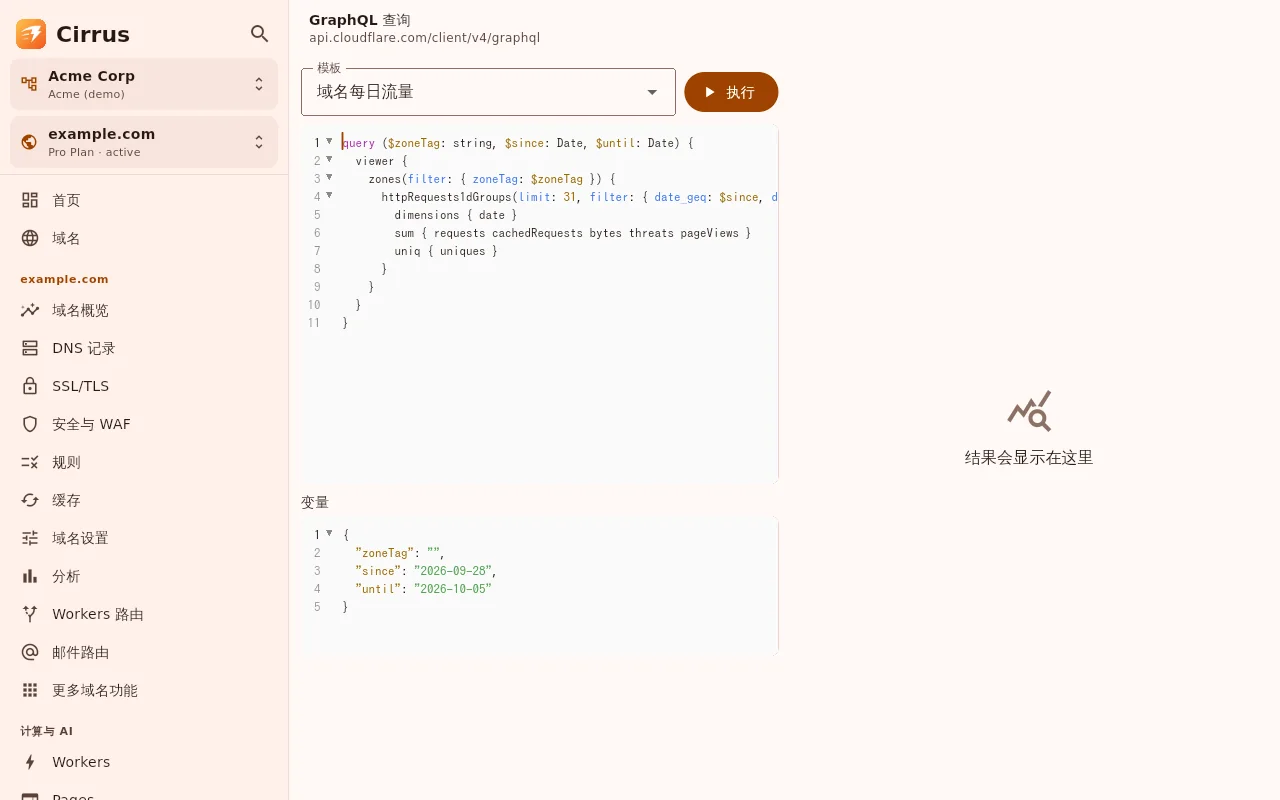 Cirrus
Acme Corp
Acme (demo)
example.com
Pro Plan · active
首页
域名
example.com
域名概览
DNS 记录
SSL/TLS
安全与 WAF
规则
缓存
域名设置
分析
Workers 路由
邮件路由
更多域名功能
计算与 AI
Workers
Pages
GraphQL 查询
api.cloudflare.com/client/v4/graphql
模板
域名每日流量
执行
1 query ($zoneTag: string, $since: Date, $until: Date) {
2 viewer {
3 zones(filter: { zoneTag: $zoneTag }) {
4 httpRequests1dGroups(limit: 31, filter: { date_geq: $since, d
5 dimensions { date }
6 sum { requests cachedRequests bytes threats pageViews }
7 uniq { uniques }
8 }
9 }
10 }
11 }
变量
1 {
2 "zoneTag": "",
3 "since": "2026-09-28",
4 "until": "2026-10-05"
5 }
结果会显示在这里